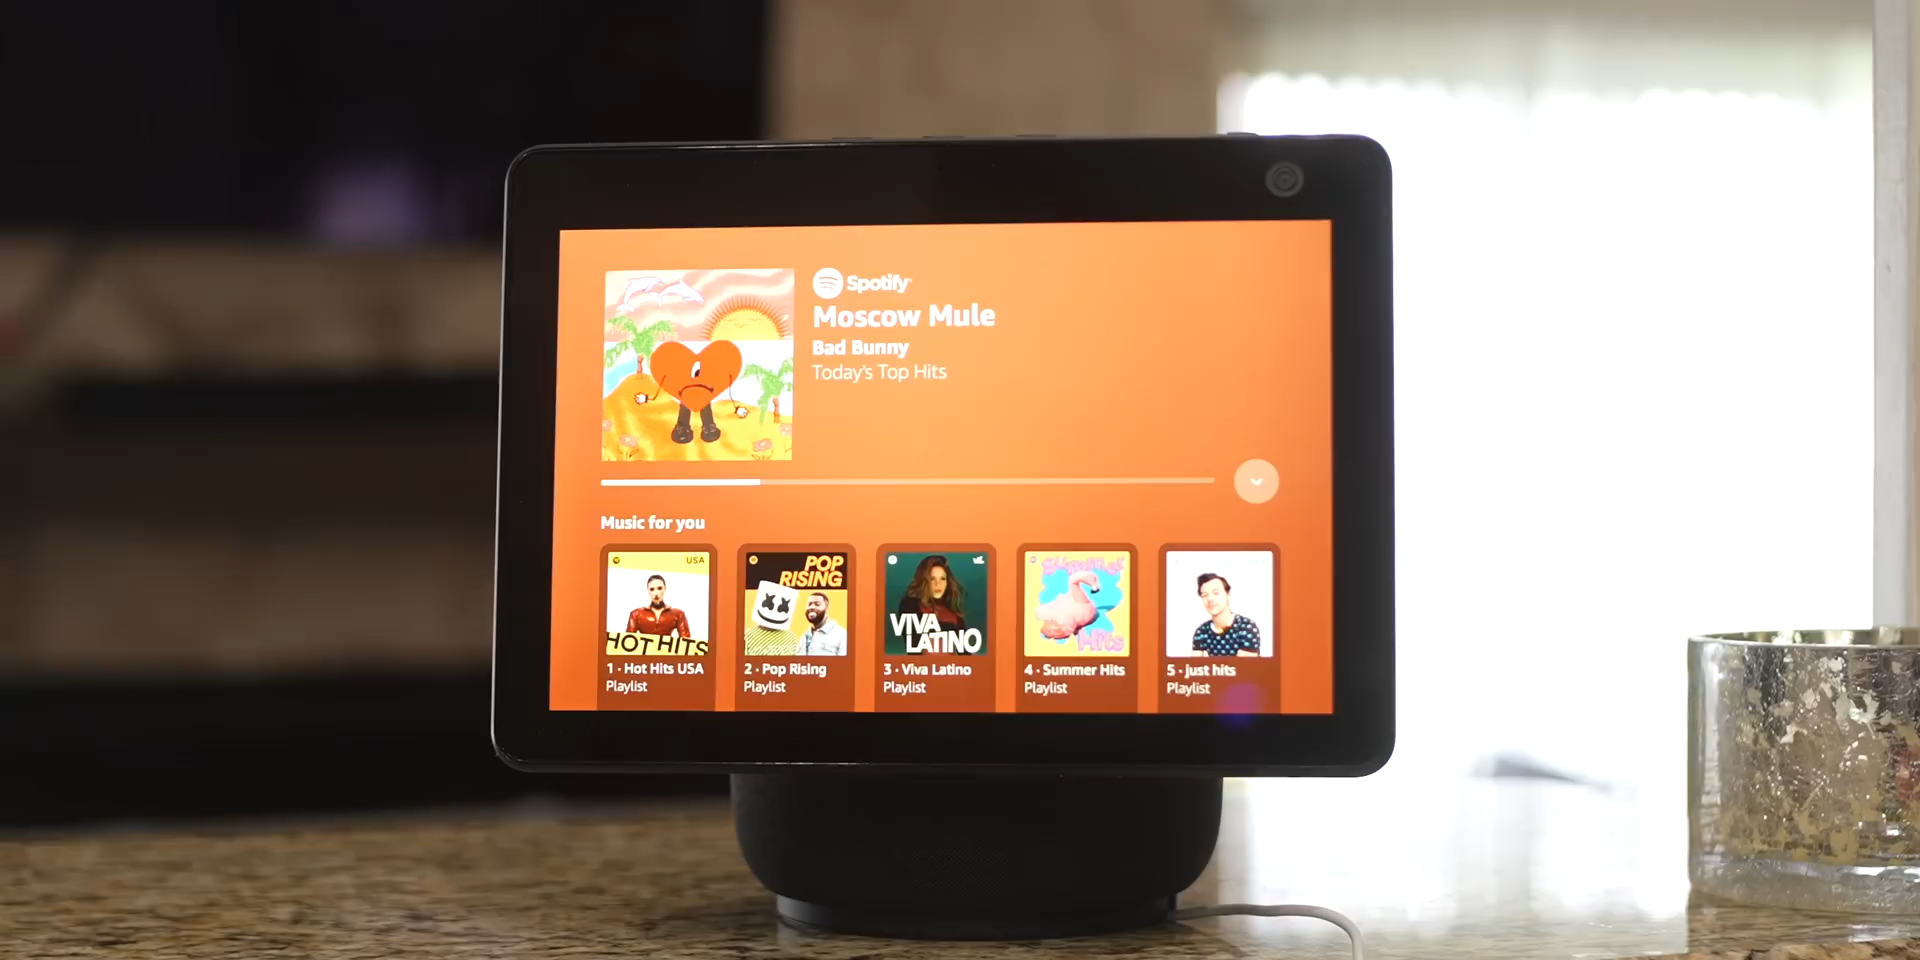 Spotify
Moscow Mule
Bad Bunny
Today's Top Hits
Music for you
USA
HOT HITS
1 · Hot Hits USA
Playlist
POP
RISING
2 · Pop Rising
Playlist
VIVA
LATINO
3 · Viva Latino
Playlist
Summer
Hits
4 · Summer Hits
Playlist
5 · just hits
Playlist